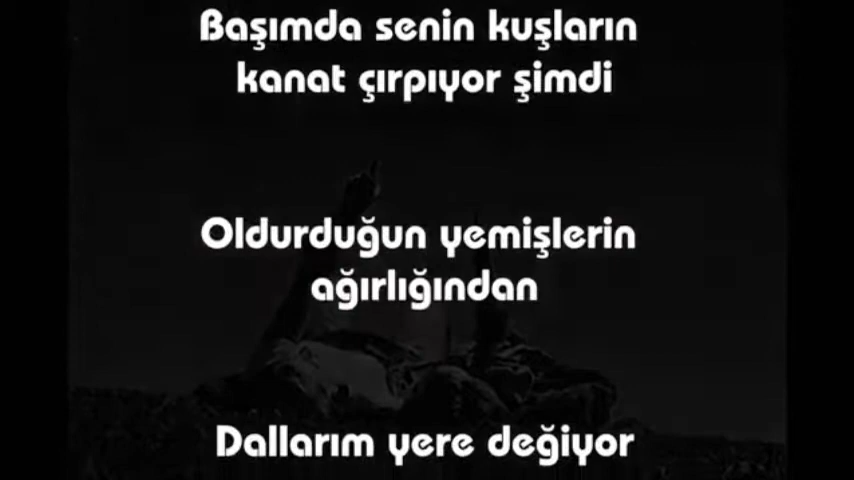 Başımda senin kuşların
kanat çırpıyor şimdi
Oldurduğun yemişlerin
ağırlığından
Dallarım yere değiyor